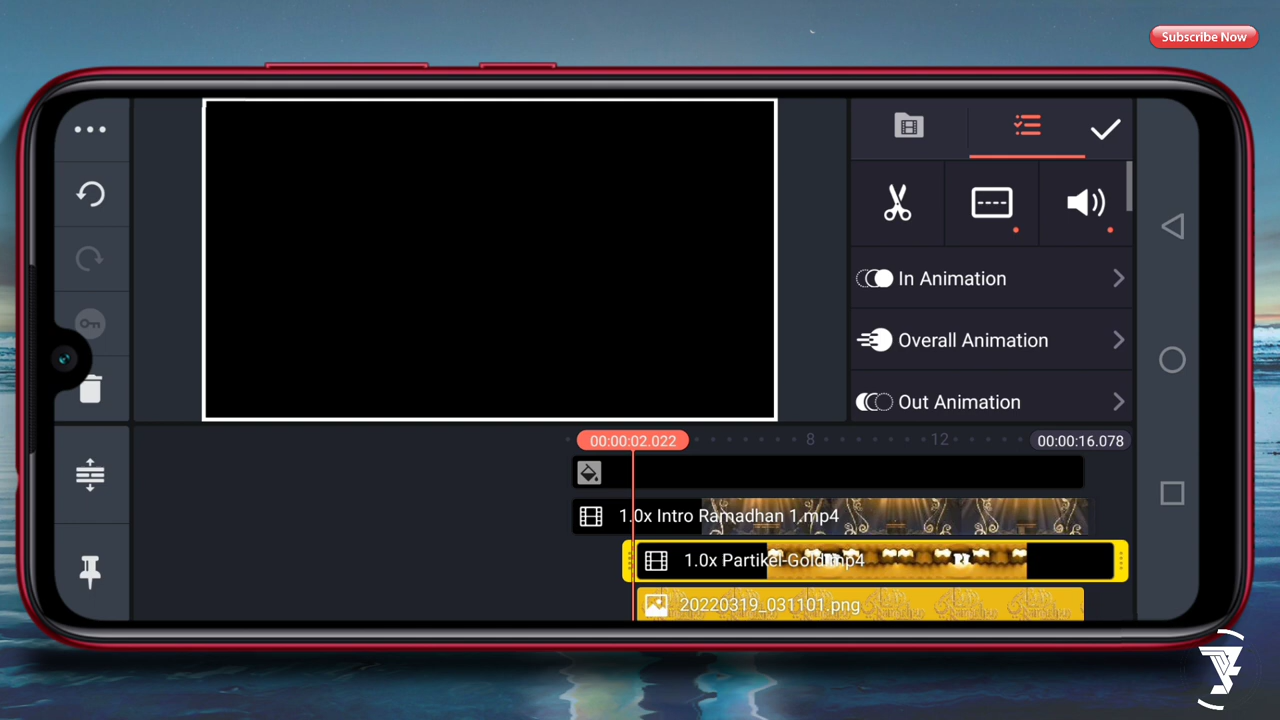 Subscribe Now
In Animation
Overall Animation
Out Animation
00:00:02.022
8
12
00:00:16.078
1.0x Intro Ramadhan 1.mp4
1.0x Partikel-Gold.mp4
20220319_031101.png